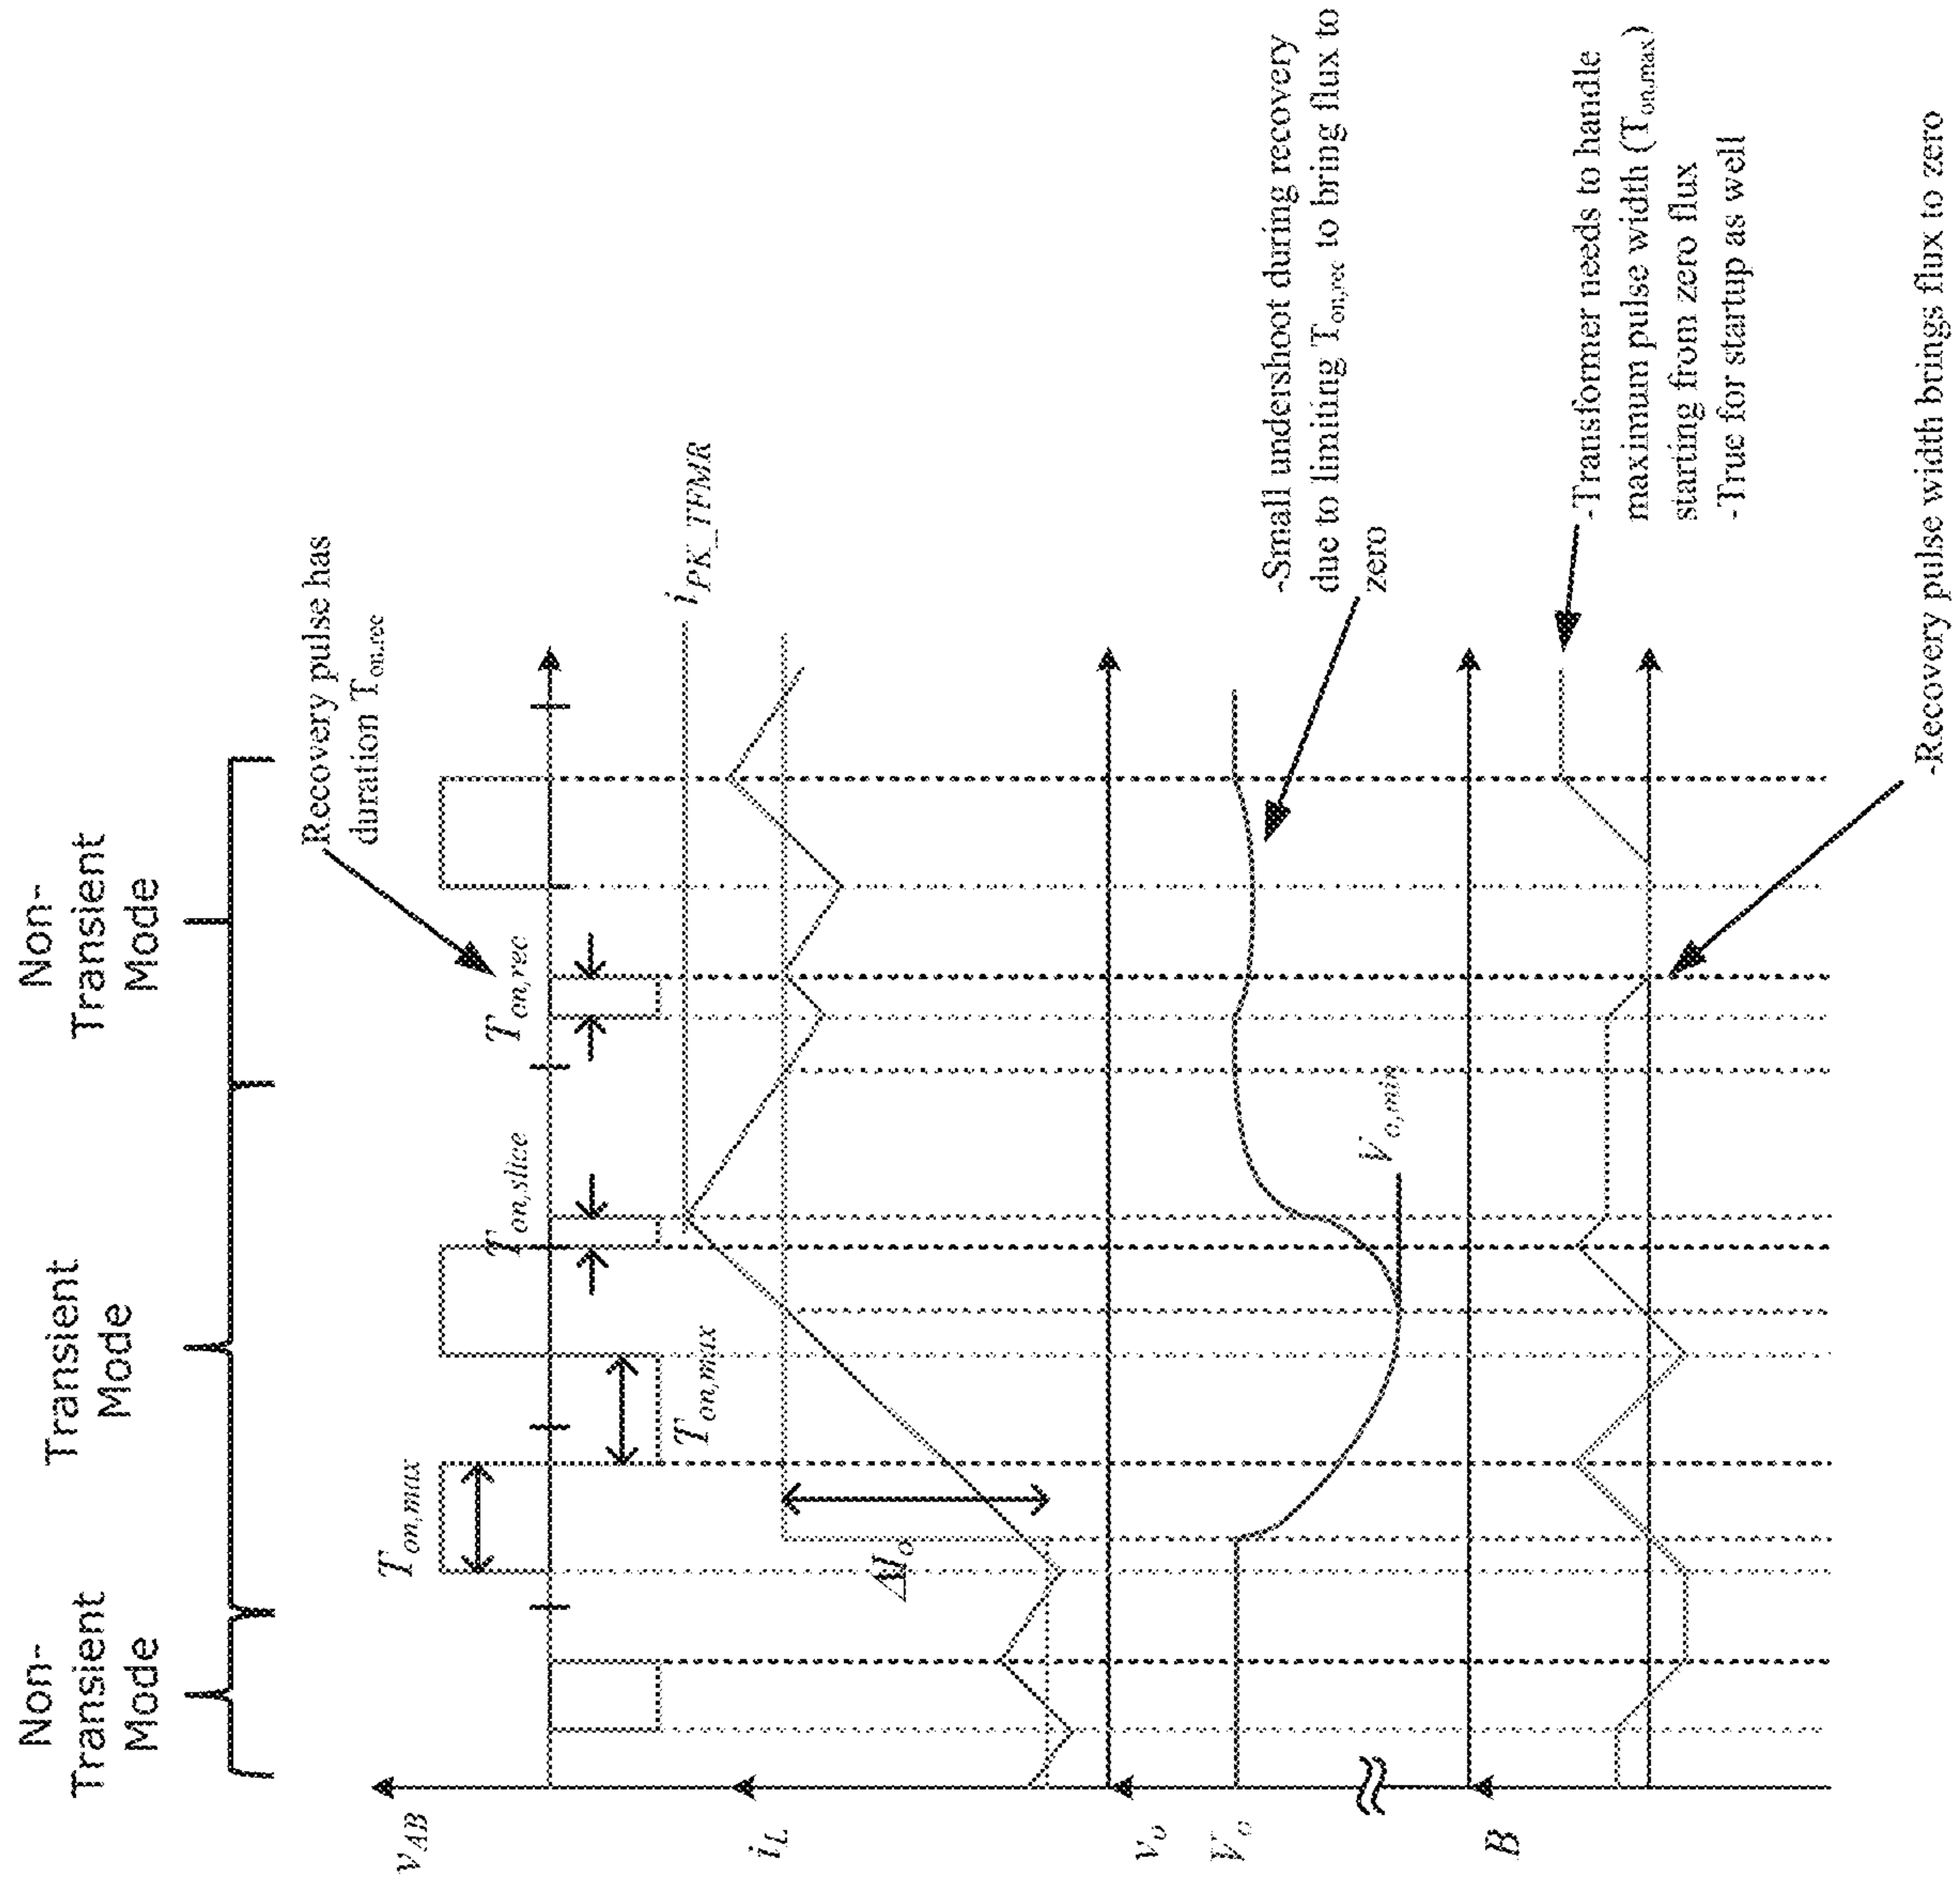 Non-
Transient
Mode
Transient
Mode
Non-
Transient
Mode
Recovery pulse has
duration T_on,rec
v_AB
T_on,max
T_on,max
T_on,slice
T_on,rec
i_PK_TFMR
i_L
ΔI_o
v_o
V_o
V_o,min
-Small undershoot during recovery
due to limiting T_on,rec to bring flux to
zero
B
-Transformer needs to handle
maximum pulse width (T_on,max)
starting from zero flux
-True for startup as well
-Recovery pulse width brings flux to zero